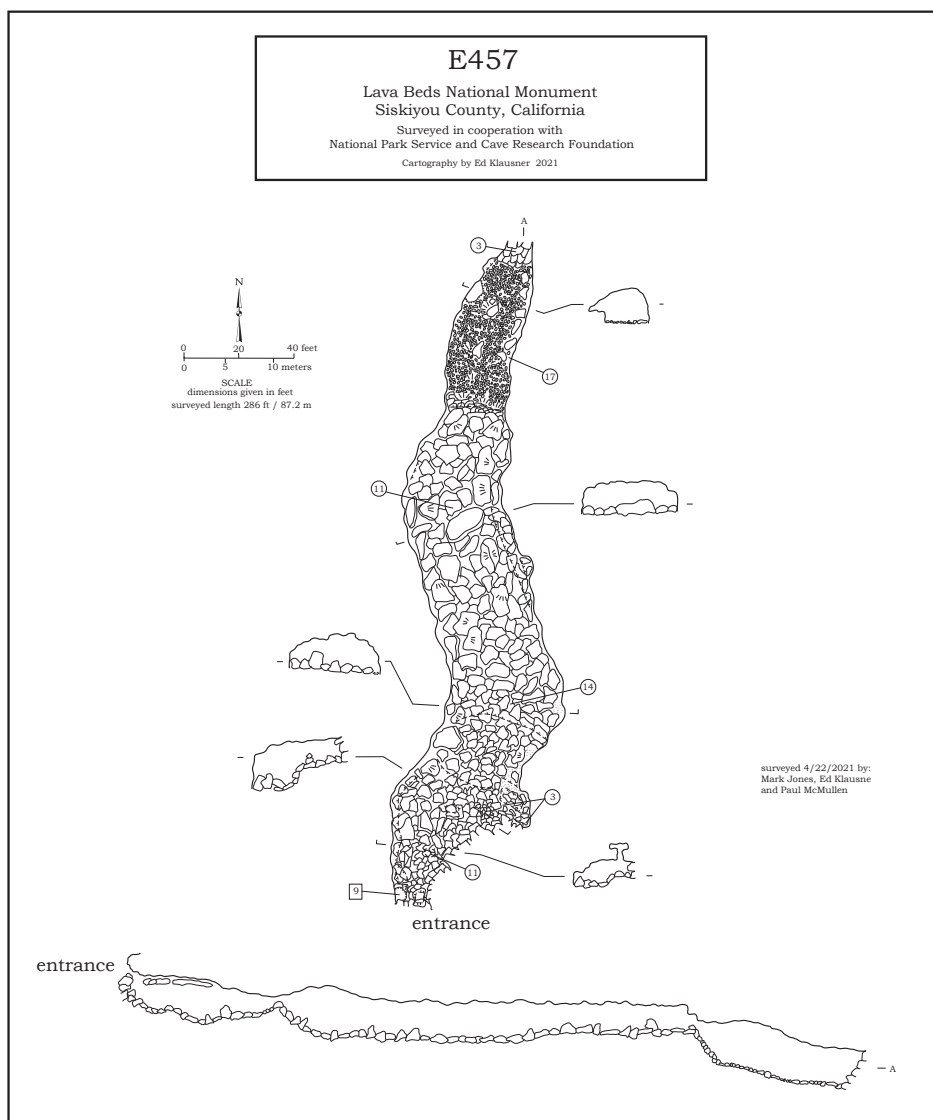 E457
Lava Beds National Monument
Siskiyou County, California
Surveyed in cooperation with
National Park Service and Cave Research Foundation
Cartography by Ed Klausner 2021
A
3
N
0 20 40 feet
0 5 10 meters
SCALE
dimensions given in feet
surveyed length 286 ft / 87.2 m
17
11
14
surveyed 4/22/2021 by:
Mark Jones, Ed Klausne
and Paul McMullen
3
11
9
entrance
entrance
A